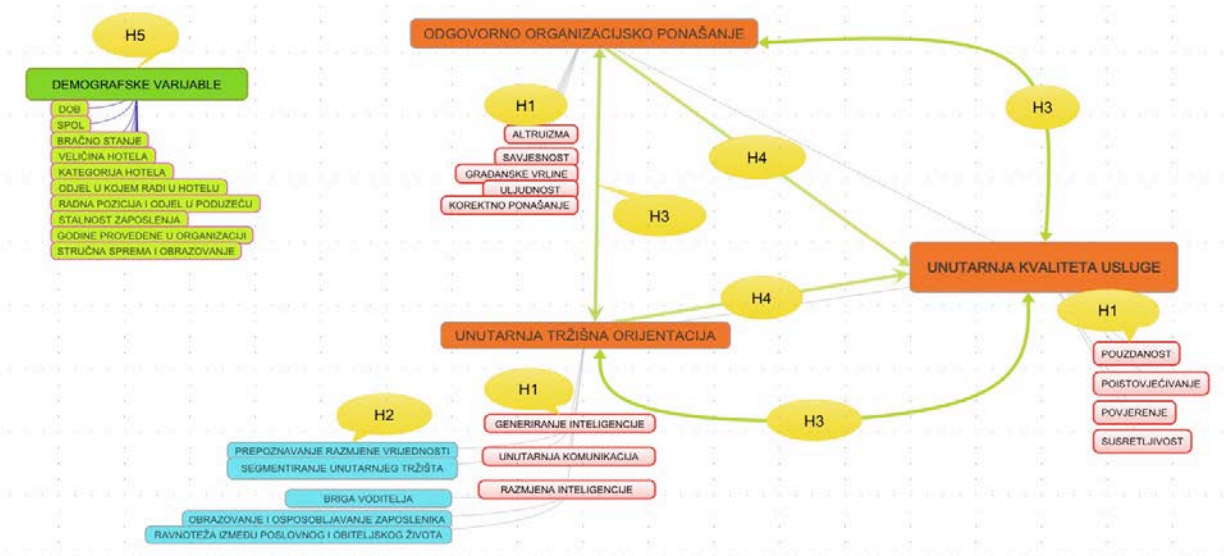 H5
DEMOGRAFSKE VARIJABLE
DOB
SPOL
BRAČNO STANJE
VELIČINA HOTELA
KATEGORIJA HOTELA
ODJEL U KOJEM RADI U HOTELU
RADNA POZICIJA I ODJEL U PODUZEĆU
STALNOST ZAPOSLENJA
GODINE PROVEDENE U ORGANIZACIJI
STRUČNA SPREMA I OBRAZOVANJE
ODGOVORNO ORGANIZACIJSKO PONAŠANJE
H1
ALTRUIZMA
SAVJESNOST
GRAĐANSKE VRLINE
ULJUDNOST
KOREKTNO PONAŠANJE
H3
H4
H3
UNUTARNJA KVALITETA USLUGE
H1
POUZDANOST
POISTOVJEĆIVANJE
POVJERENJE
SUSRETLJIVOST
H4
UNUTARNJA TRŽIŠNA ORIJENTACIJA
H3
H1
GENERIRANJE INTELIGENCIJE
UNUTARNJA KOMUNIKACIJA
RAZMJENA INTELIGENCIJE
H2
PREPOZNAVANJE RAZMJENE VRIJEDNOSTI
SEGMENTIRANJE UNUTARNJEG TRŽIŠTA
BRIGA VODITELJA
OBRAZOVANJE I OSPOSOBLJAVANJE ZAPOSLENIKA
RAVNOTEŽA IZMEĐU POSLOVNOG I OBITELJSKOG ŽIVOTA